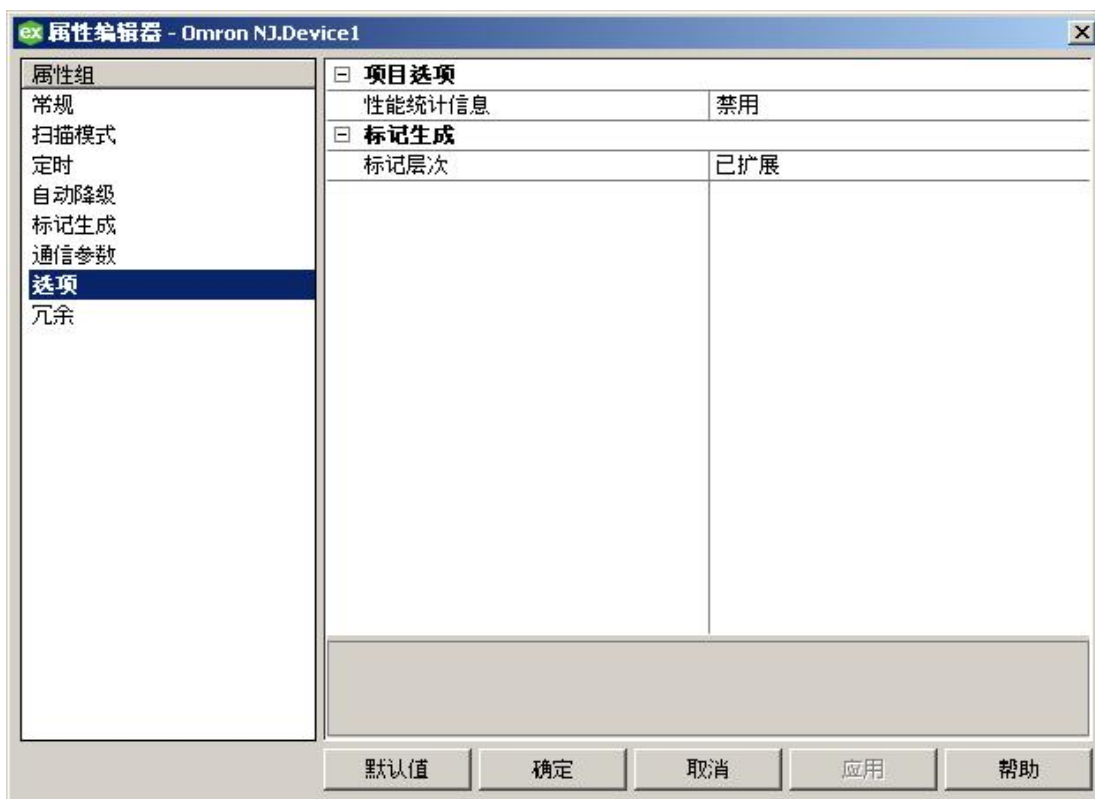 ex 属性编辑器 - Omron NJ.Device1
属性组
常规
扫描模式
定时
自动降级
标记生成
通信参数
选项
冗余
项目选项
性能统计信息 禁用
标记生成
标记层次 已扩展
默认值 确定 取消 应用 帮助